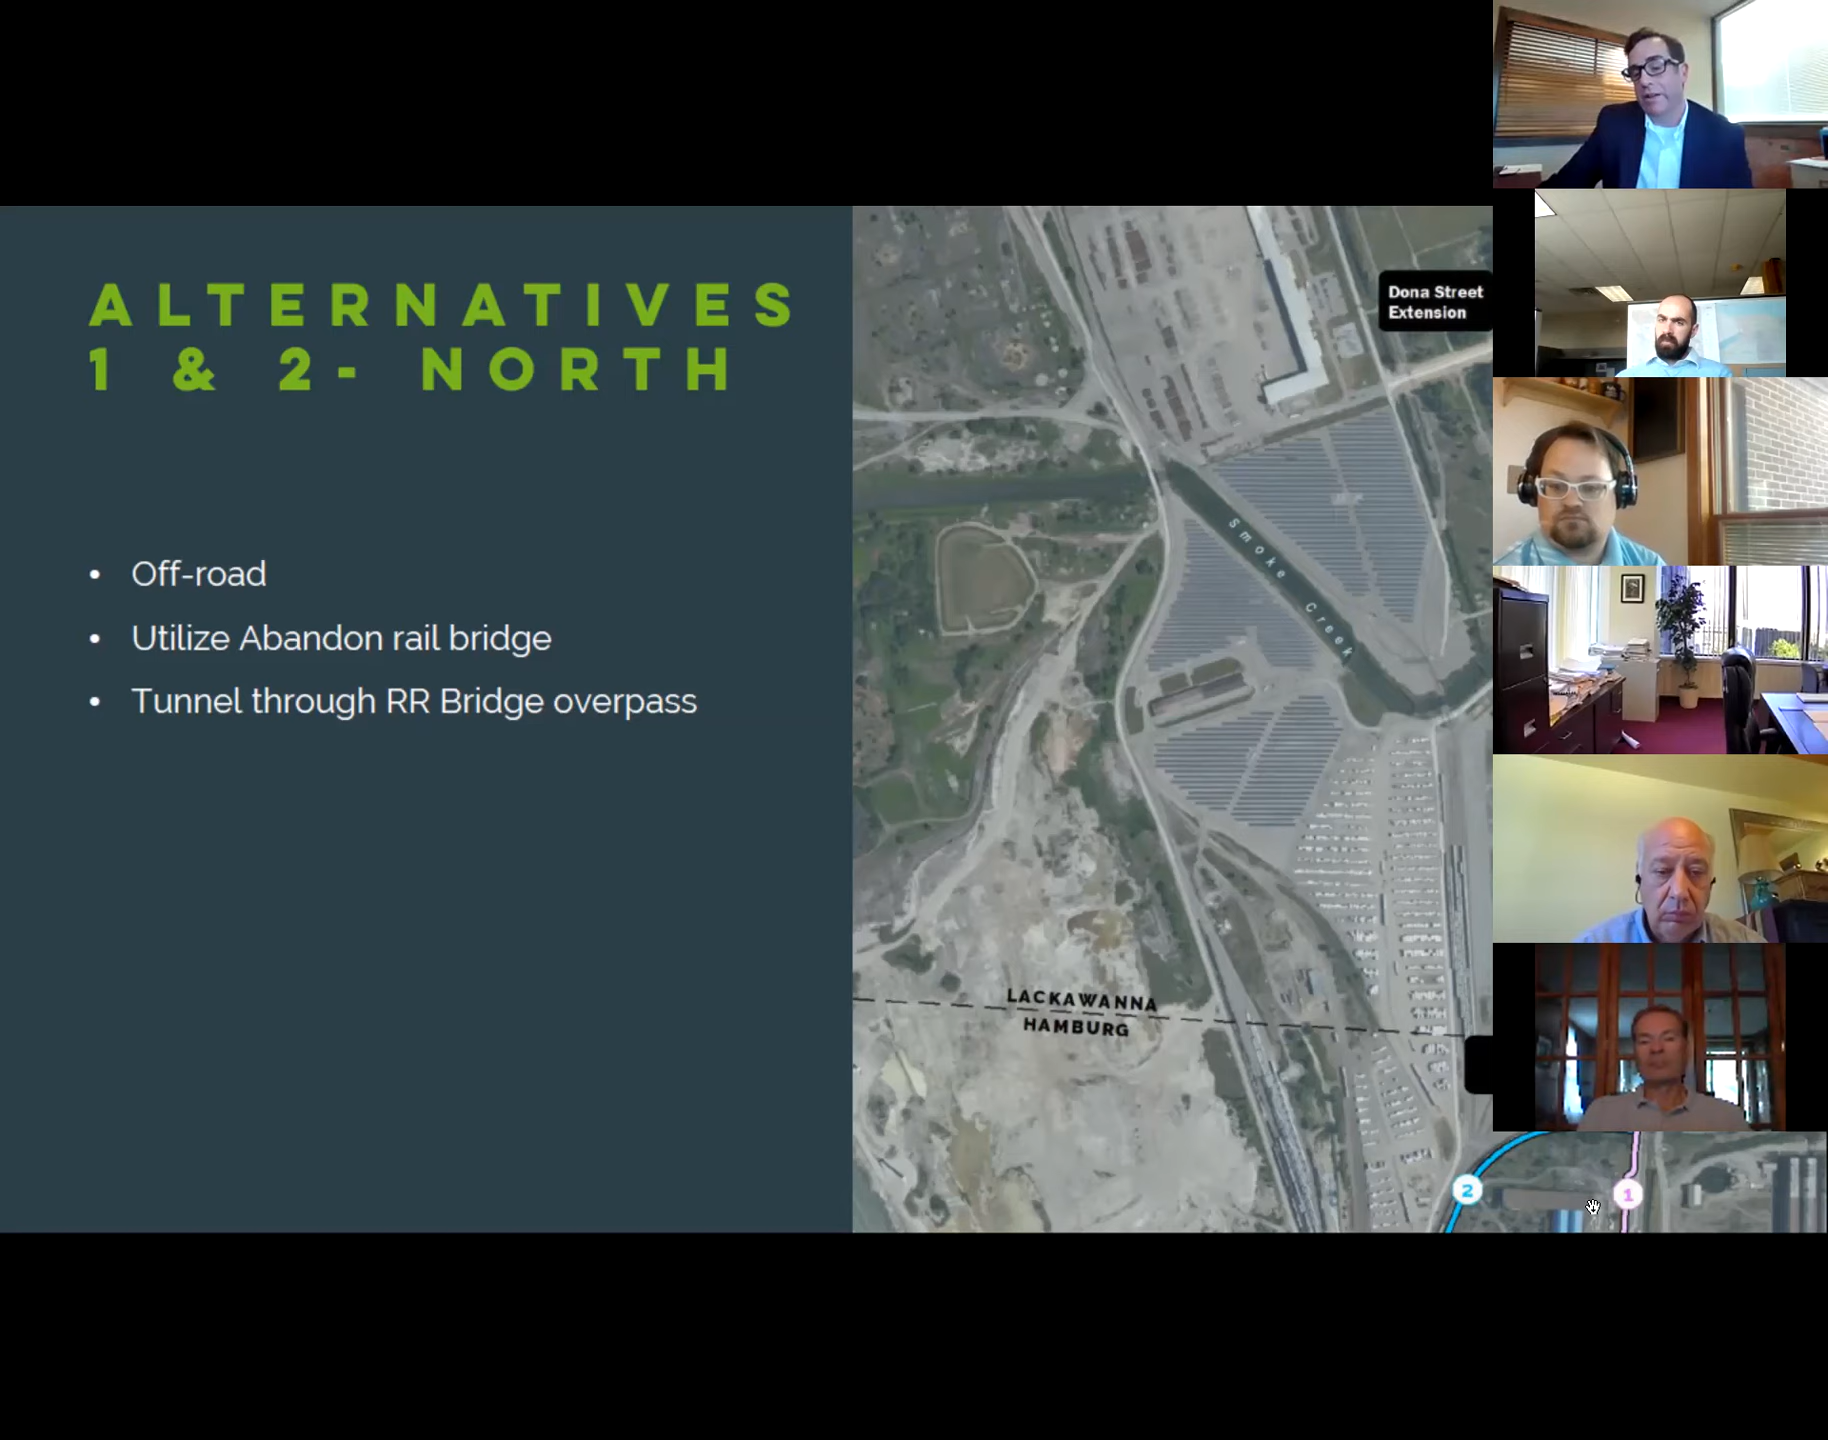 ALTERNATIVES
1 & 2- NORTH
• Off-road
• Utilize Abandon rail bridge
• Tunnel through RR Bridge overpass
Dona Street
Extension
Smoke Creek
LACKAWANNA
HAMBURG
2
1